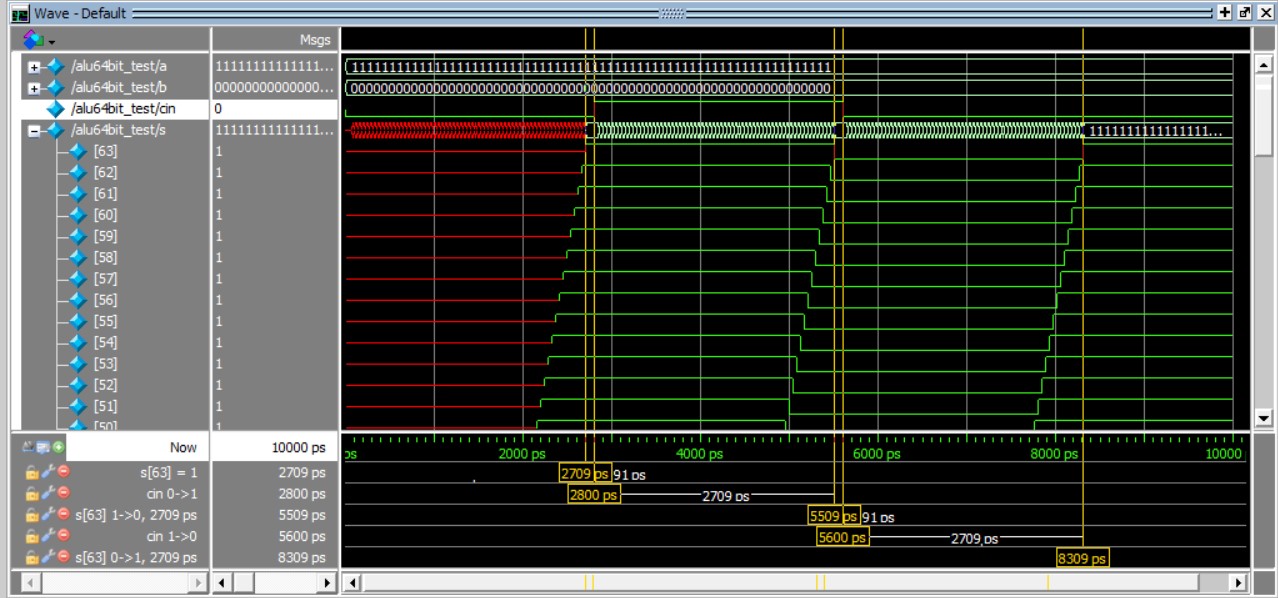 Wave - Default
Msgs
/alu64bit_test/a 11111111111111... 1111111111111111111111111111111111111111111111111111111111111111
/alu64bit_test/b 00000000000000... 0000000000000000000000000000000000000000000000000000000000000000
/alu64bit_test/cin 0
/alu64bit_test/s 11111111111111... 1111111111111111...
[63] 1
[62] 1
[61] 1
[60] 1
[59] 1
[58] 1
[57] 1
[56] 1
[55] 1
[54] 1
[53] 1
[52] 1
[51] 1
[50] 1
Now 10000 ps ps 2000 ps 4000 ps 6000 ps 8000 ps 10000
s[63] = 1 2709 ps 2709 ps 91 ps
cin 0->1 2800 ps 2800 ps 2709 ps
s[63] 1->0, 2709 ps 5509 ps 5509 ps 91 ps
cin 1->0 5600 ps 5600 ps 2709 ps
s[63] 0->1, 2709 ps 8309 ps 8309 ps